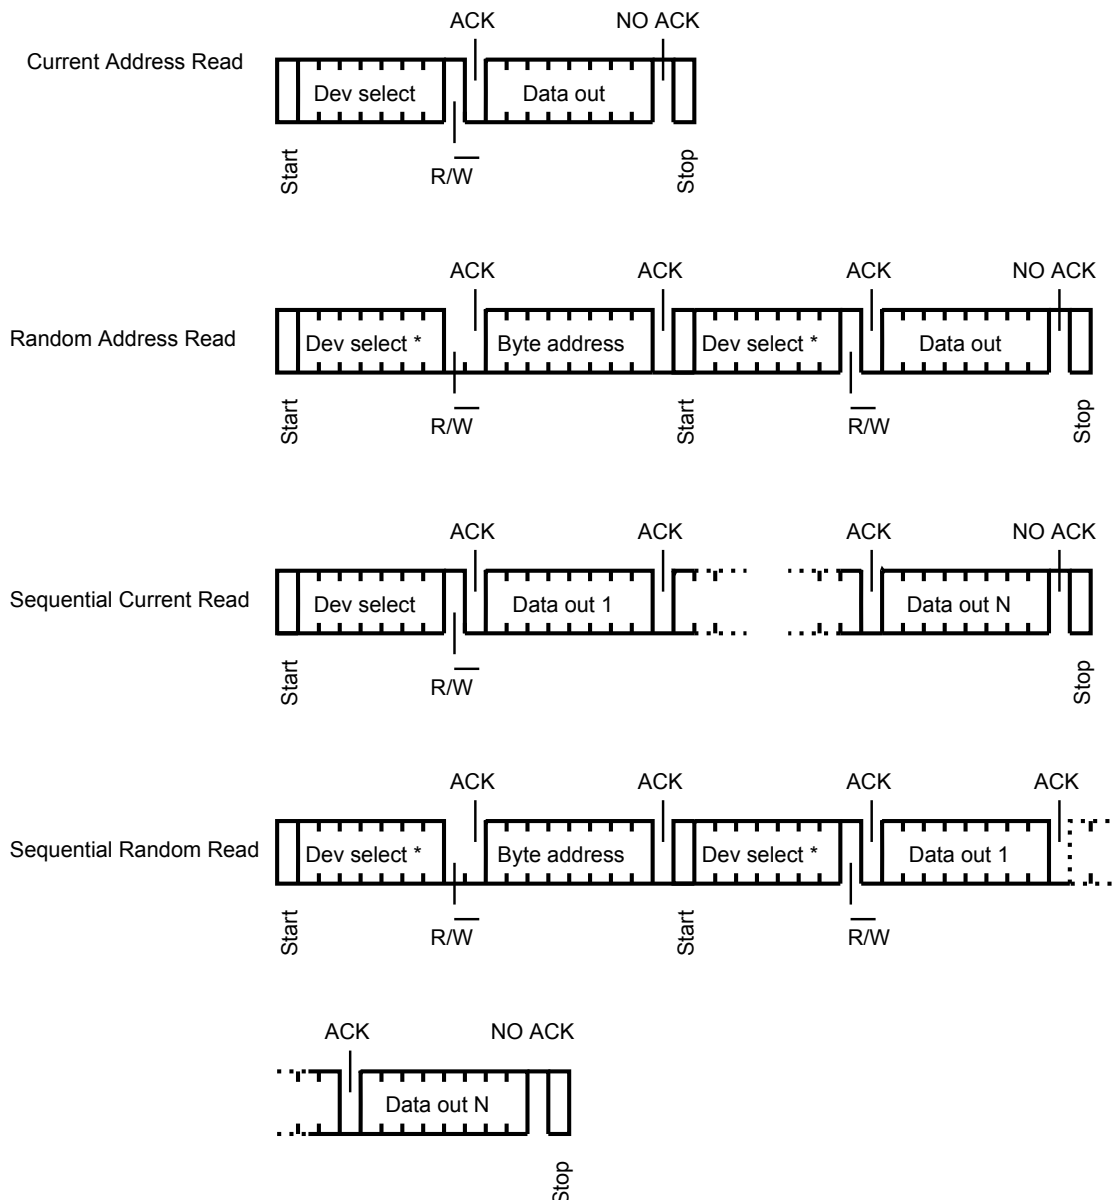 ACK NO ACK
Current Address Read
Dev select Data out
Start R/W̅ Stop
ACK ACK ACK NO ACK
Random Address Read
Dev select * Byte address Dev select * Data out
Start R/W̅ Start R̅/W Stop
ACK ACK ACK NO ACK
Sequential Current Read
Dev select Data out 1 Data out N
Start R/W̅ Stop
ACK ACK ACK ACK
Sequential Random Read
Dev select * Byte address Dev select * Data out 1
Start R/W̅ Start R̅/W
ACK NO ACK
Data out N
Stop